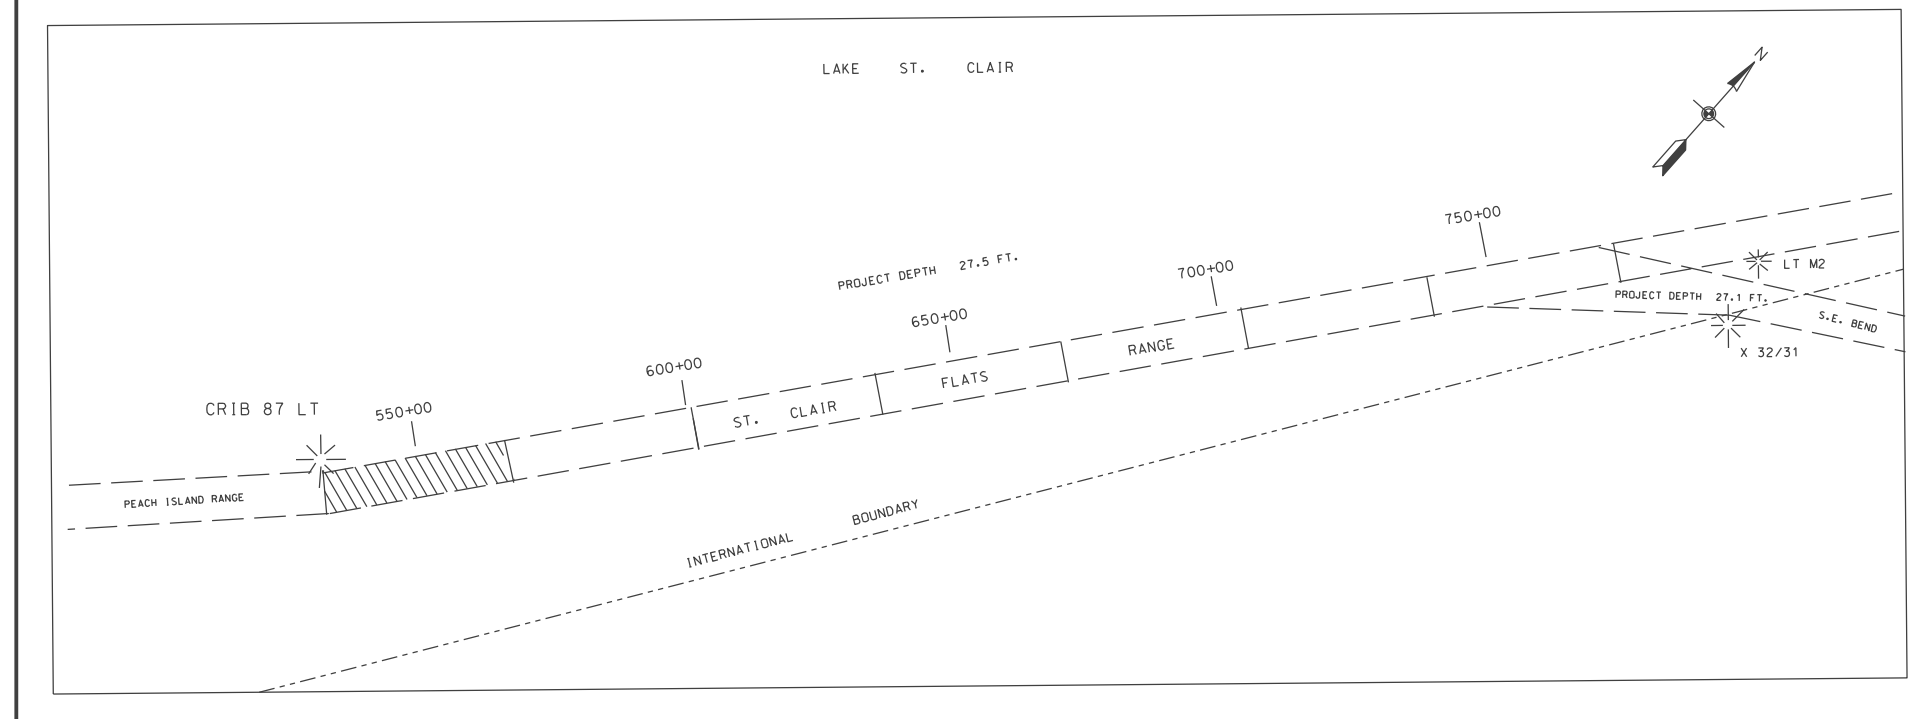 LAKE ST. CLAIR
N
750+00
PROJECT DEPTH 27.5 FT.
700+00
LT M2
650+00
PROJECT DEPTH 27.1 FT.
S.E. BEND
X 32/31
RANGE
600+00
FLATS
ST. CLAIR
CRIB 87 LT
550+00
PEACH ISLAND RANGE
INTERNATIONAL BOUNDARY